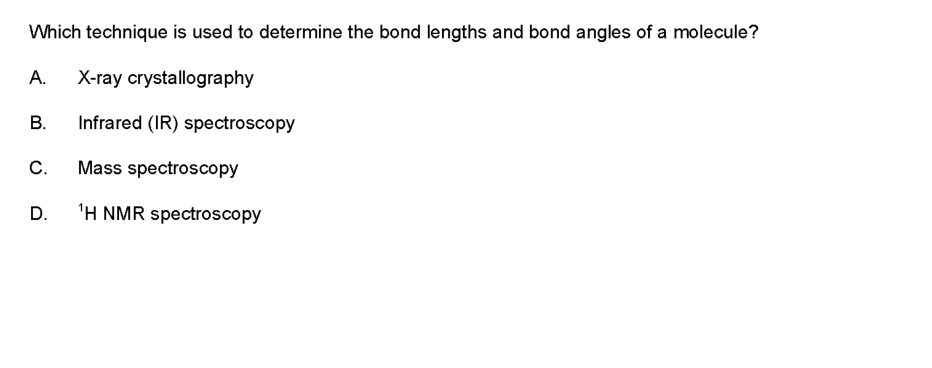 Which technique is used to determine the bond lengths and bond angles of a molecule?
A. X-ray crystallography
B. Infrared (IR) spectroscopy
C. Mass spectroscopy
D. ¹H NMR spectroscopy